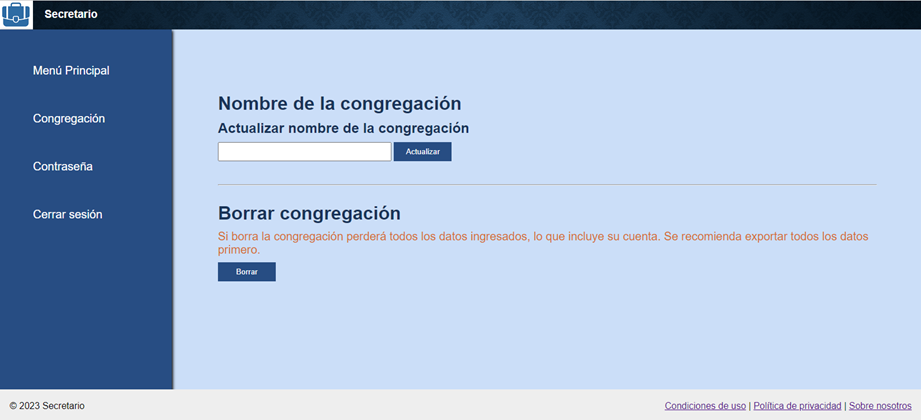 Secretario
Menú Principal
Congregación
Contraseña
Cerrar sesión
Nombre de la congregación
Actualizar nombre de la congregación
Actualizar
Borrar congregación
Si borra la congregación perderá todos los datos ingresados, lo que incluye su cuenta. Se recomienda exportar todos los datos
primero.
Borrar
© 2023 Secretario
Condiciones de uso | Política de privacidad | Sobre nosotros